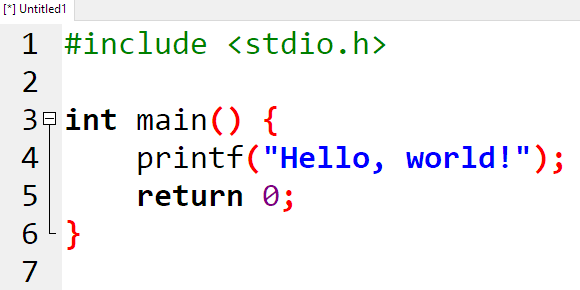 [*] Untitled1
1 #include <stdio.h>
2
3 int main() {
4     printf("Hello, world!");
5     return 0;
6 }
7